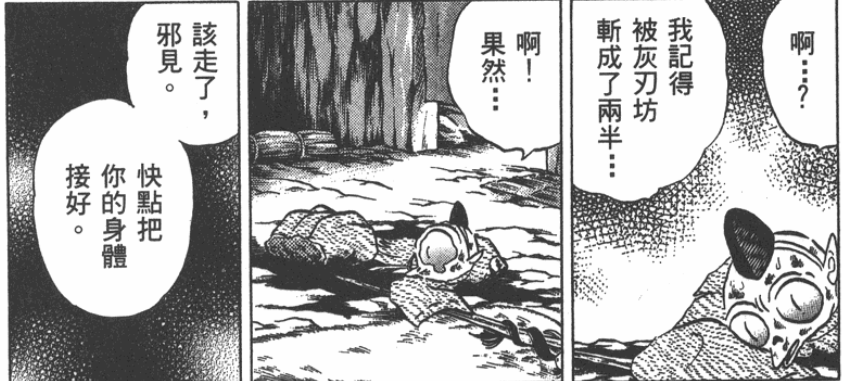 啊…?
我記得
被灰刃坊
斬成了兩半…
啊！
果然…
該走了，
邪見。
快點把
你的身體
接好。